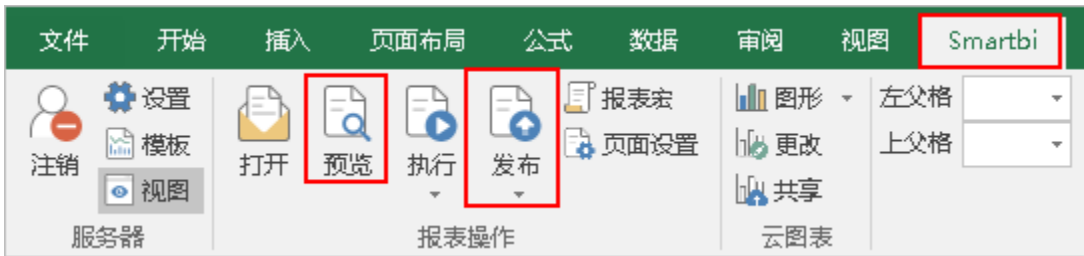 文件 开始 插入 页面布局 公式 数据 审阅 视图 Smartbi
设置 报表宏 图形 左父格
模板 页面设置 更改 上父格
注销 打开 预览 执行 发布
视图 共享
服务器 报表操作 云图表